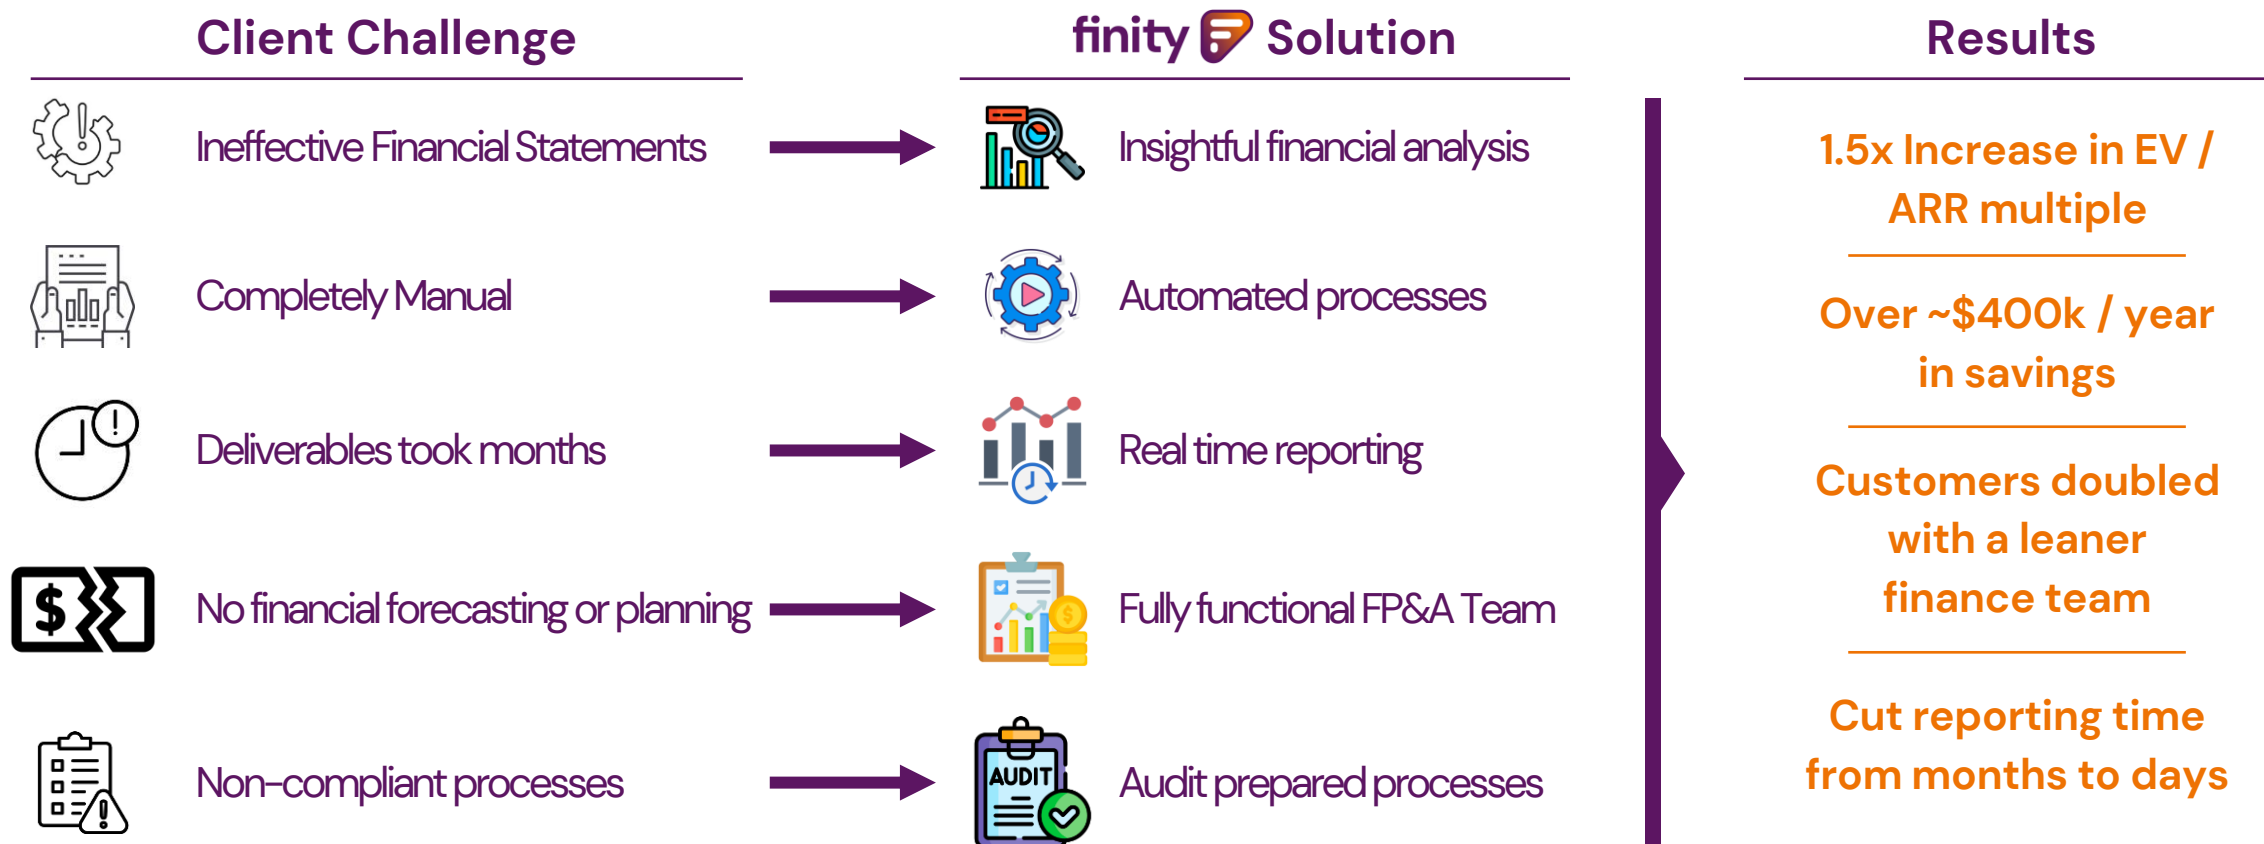 Client Challenge
finity Solution
Results
Ineffective Financial Statements
Insightful financial analysis
Completely Manual
Automated processes
Deliverables took months
Real time reporting
$
No financial forecasting or planning
$
Fully functional FP&A Team
Non-compliant processes
AUDIT
Audit prepared processes
1.5x Increase in EV /
ARR multiple
Over ~$400k / year
in savings
Customers doubled
with a leaner
finance team
Cut reporting time
from months to days